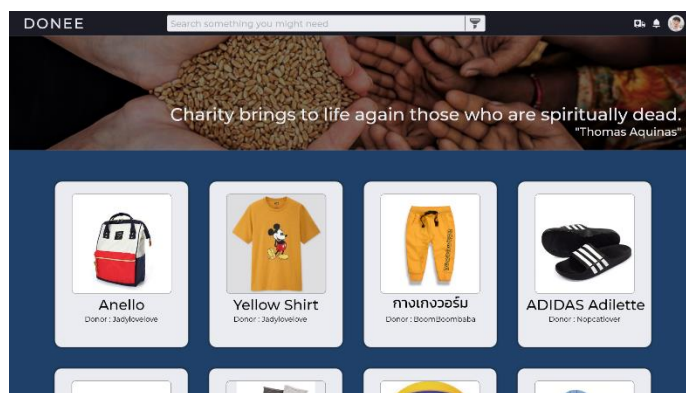 DONEE
Search something you might need
Charity brings to life again those who are spiritually dead.
"Thomas Aquinas"
Anello
Donor : Jadylovelove
Yellow Shirt
Donor : Jadylovelove
กางเกงวอร์ม
Donor : BoomBoombaba
ADIDAS Adilette
Donor : Nopcatlover